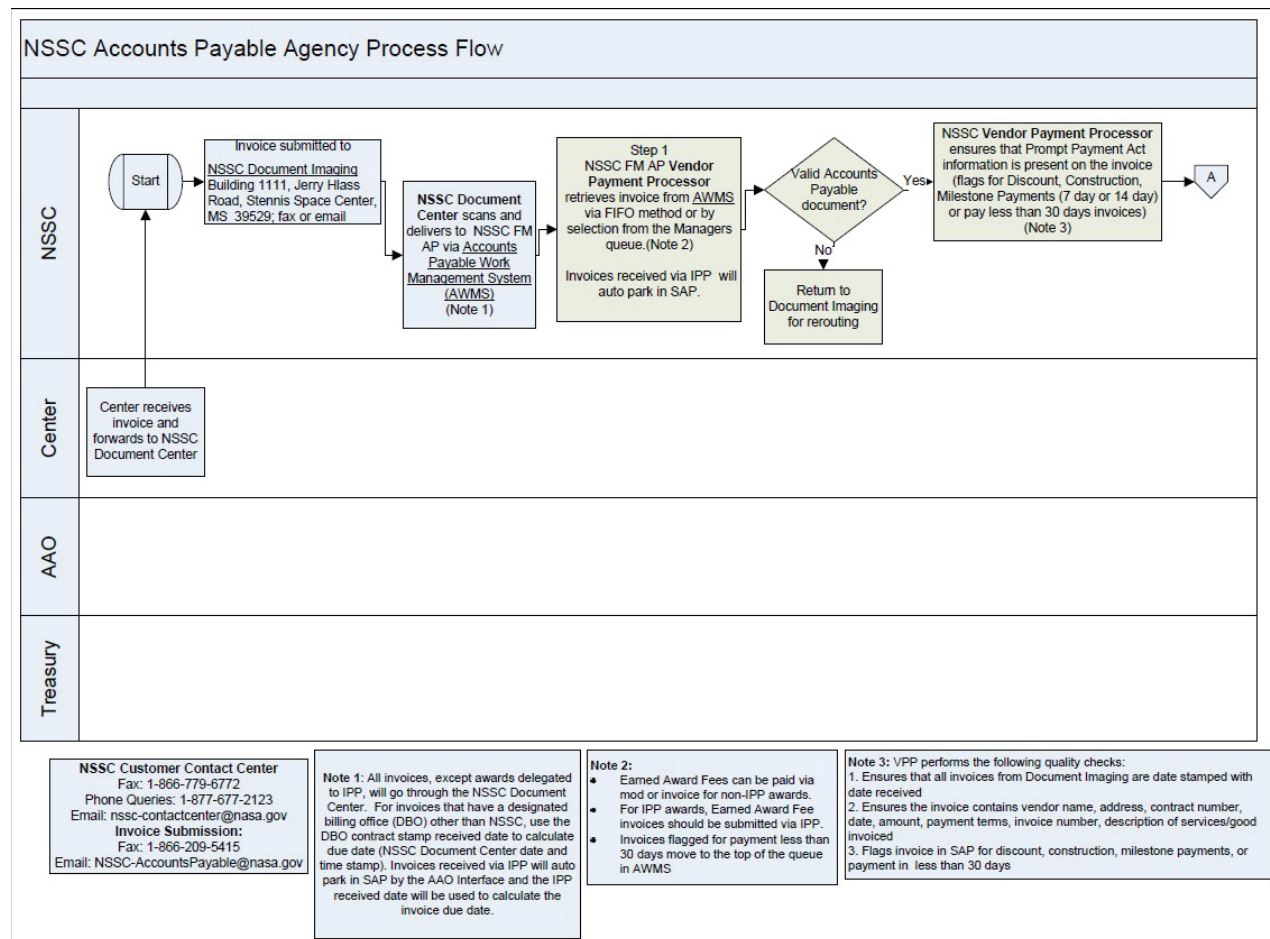 NSSC Accounts Payable Agency Process Flow
NSSC
Start
Invoice submitted to
NSSC Document Imaging
Building 1111, Jerry Hlass
Road, Stennis Space Center,
MS 39529; fax or email
NSSC Document
Center scans and
delivers to NSSC FM
AP via Accounts
Payable Work
Management System
(AWMS)
(Note 1)
Step 1
NSSC FM AP Vendor
Payment Processor
retrieves invoice from AWMS
via FIFO method or by
selection from the Managers
queue.(Note 2)
Invoices received via IPP will
auto park in SAP.
Valid Accounts
Payable
document?
Yes
No
Return to
Document Imaging
for rerouting
NSSC Vendor Payment Processor
ensures that Prompt Payment Act
information is present on the invoice
(flags for Discount, Construction,
Milestone Payments (7 day or 14 day)
or pay less than 30 days invoices)
(Note 3)
A
Center
Center receives
invoice and
forwards to NSSC
Document Center
AAO
Treasury
NSSC Customer Contact Center
Fax: 1-866-779-6772
Phone Queries: 1-877-677-2123
Email: nssc-contactcenter@nasa.gov
Invoice Submission:
Fax: 1-866-209-5415
Email: NSSC-AccountsPayable@nasa.gov
Note 1: All invoices, except awards delegated
to IPP, will go through the NSSC Document
Center. For invoices that have a designated
billing office (DBO) other than NSSC, use the
DBO contract stamp received date to calculate
due date (NSSC Document Center date and
time stamp). Invoices received via IPP will auto
park in SAP by the AAO Interface and the IPP
received date will be used to calculate the
invoice due date.
Note 2:
Earned Award Fees can be paid via
mod or invoice for non-IPP awards.
For IPP awards, Earned Award Fee
invoices should be submitted via IPP.
Invoices flagged for payment less than
30 days move to the top of the queue
in AWMS
Note 3: VPP performs the following quality checks:
1. Ensures that all invoices from Document Imaging are date stamped with
date received
2. Ensures the invoice contains vendor name, address, contract number,
date, amount, payment terms, invoice number, description of services/good
invoiced
3. Flags invoice in SAP for discount, construction, milestone payments, or
payment in less than 30 days